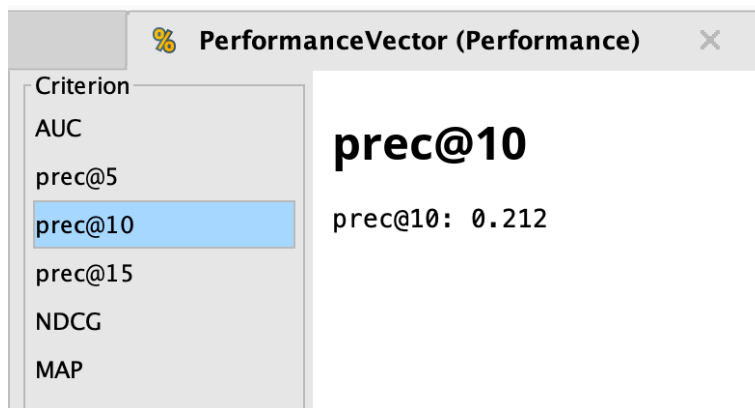 PerformanceVector (Performance)
Criterion
AUC
prec@5
prec@10
prec@15
NDCG
MAP
prec@10
prec@10: 0.212